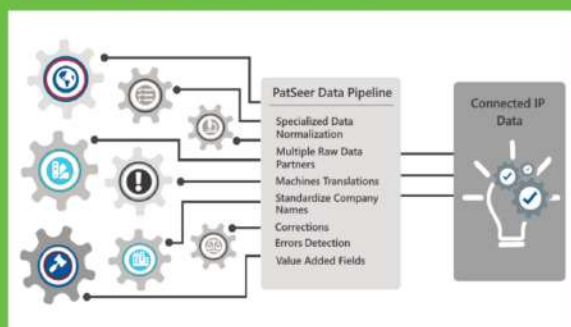 PatSeer Data Pipeline
Specialized Data
Normalization
Multiple Raw Data
Partners
Machines Translations
Standardize Company
Names
Corrections
Errors Detection
Value Added Fields
Connected IP
Data